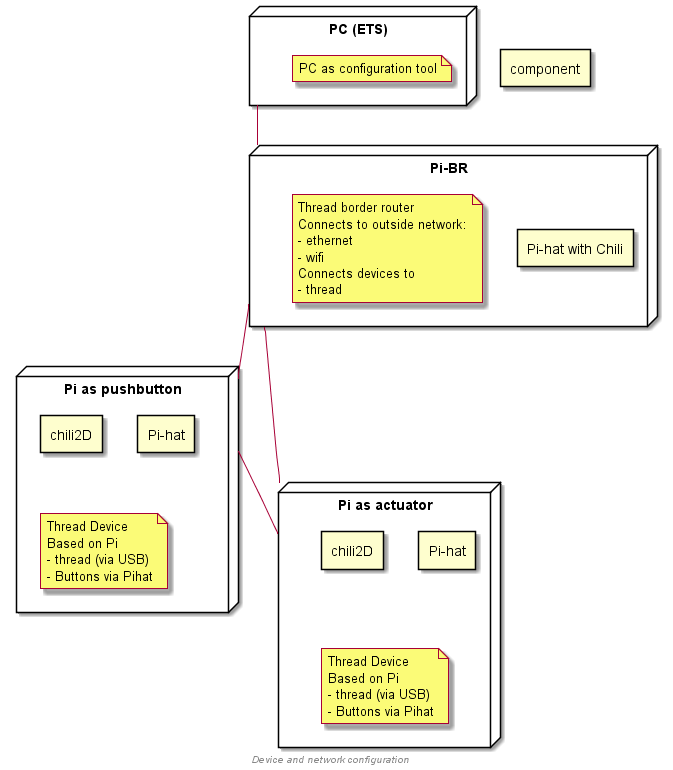 PC (ETS)
PC as configuration tool
component
Pi-BR
Thread border router
Connects to outside network:
- ethernet
- wifi
Connects devices to
- thread
Pi-hat with Chili
Pi as pushbutton
chili2D
Pi-hat
Thread Device
Based on Pi
- thread (via USB)
- Buttons via Pihat
Pi as actuator
chili2D
Pi-hat
Thread Device
Based on Pi
- thread (via USB)
- Buttons via Pihat
Device and network configuration